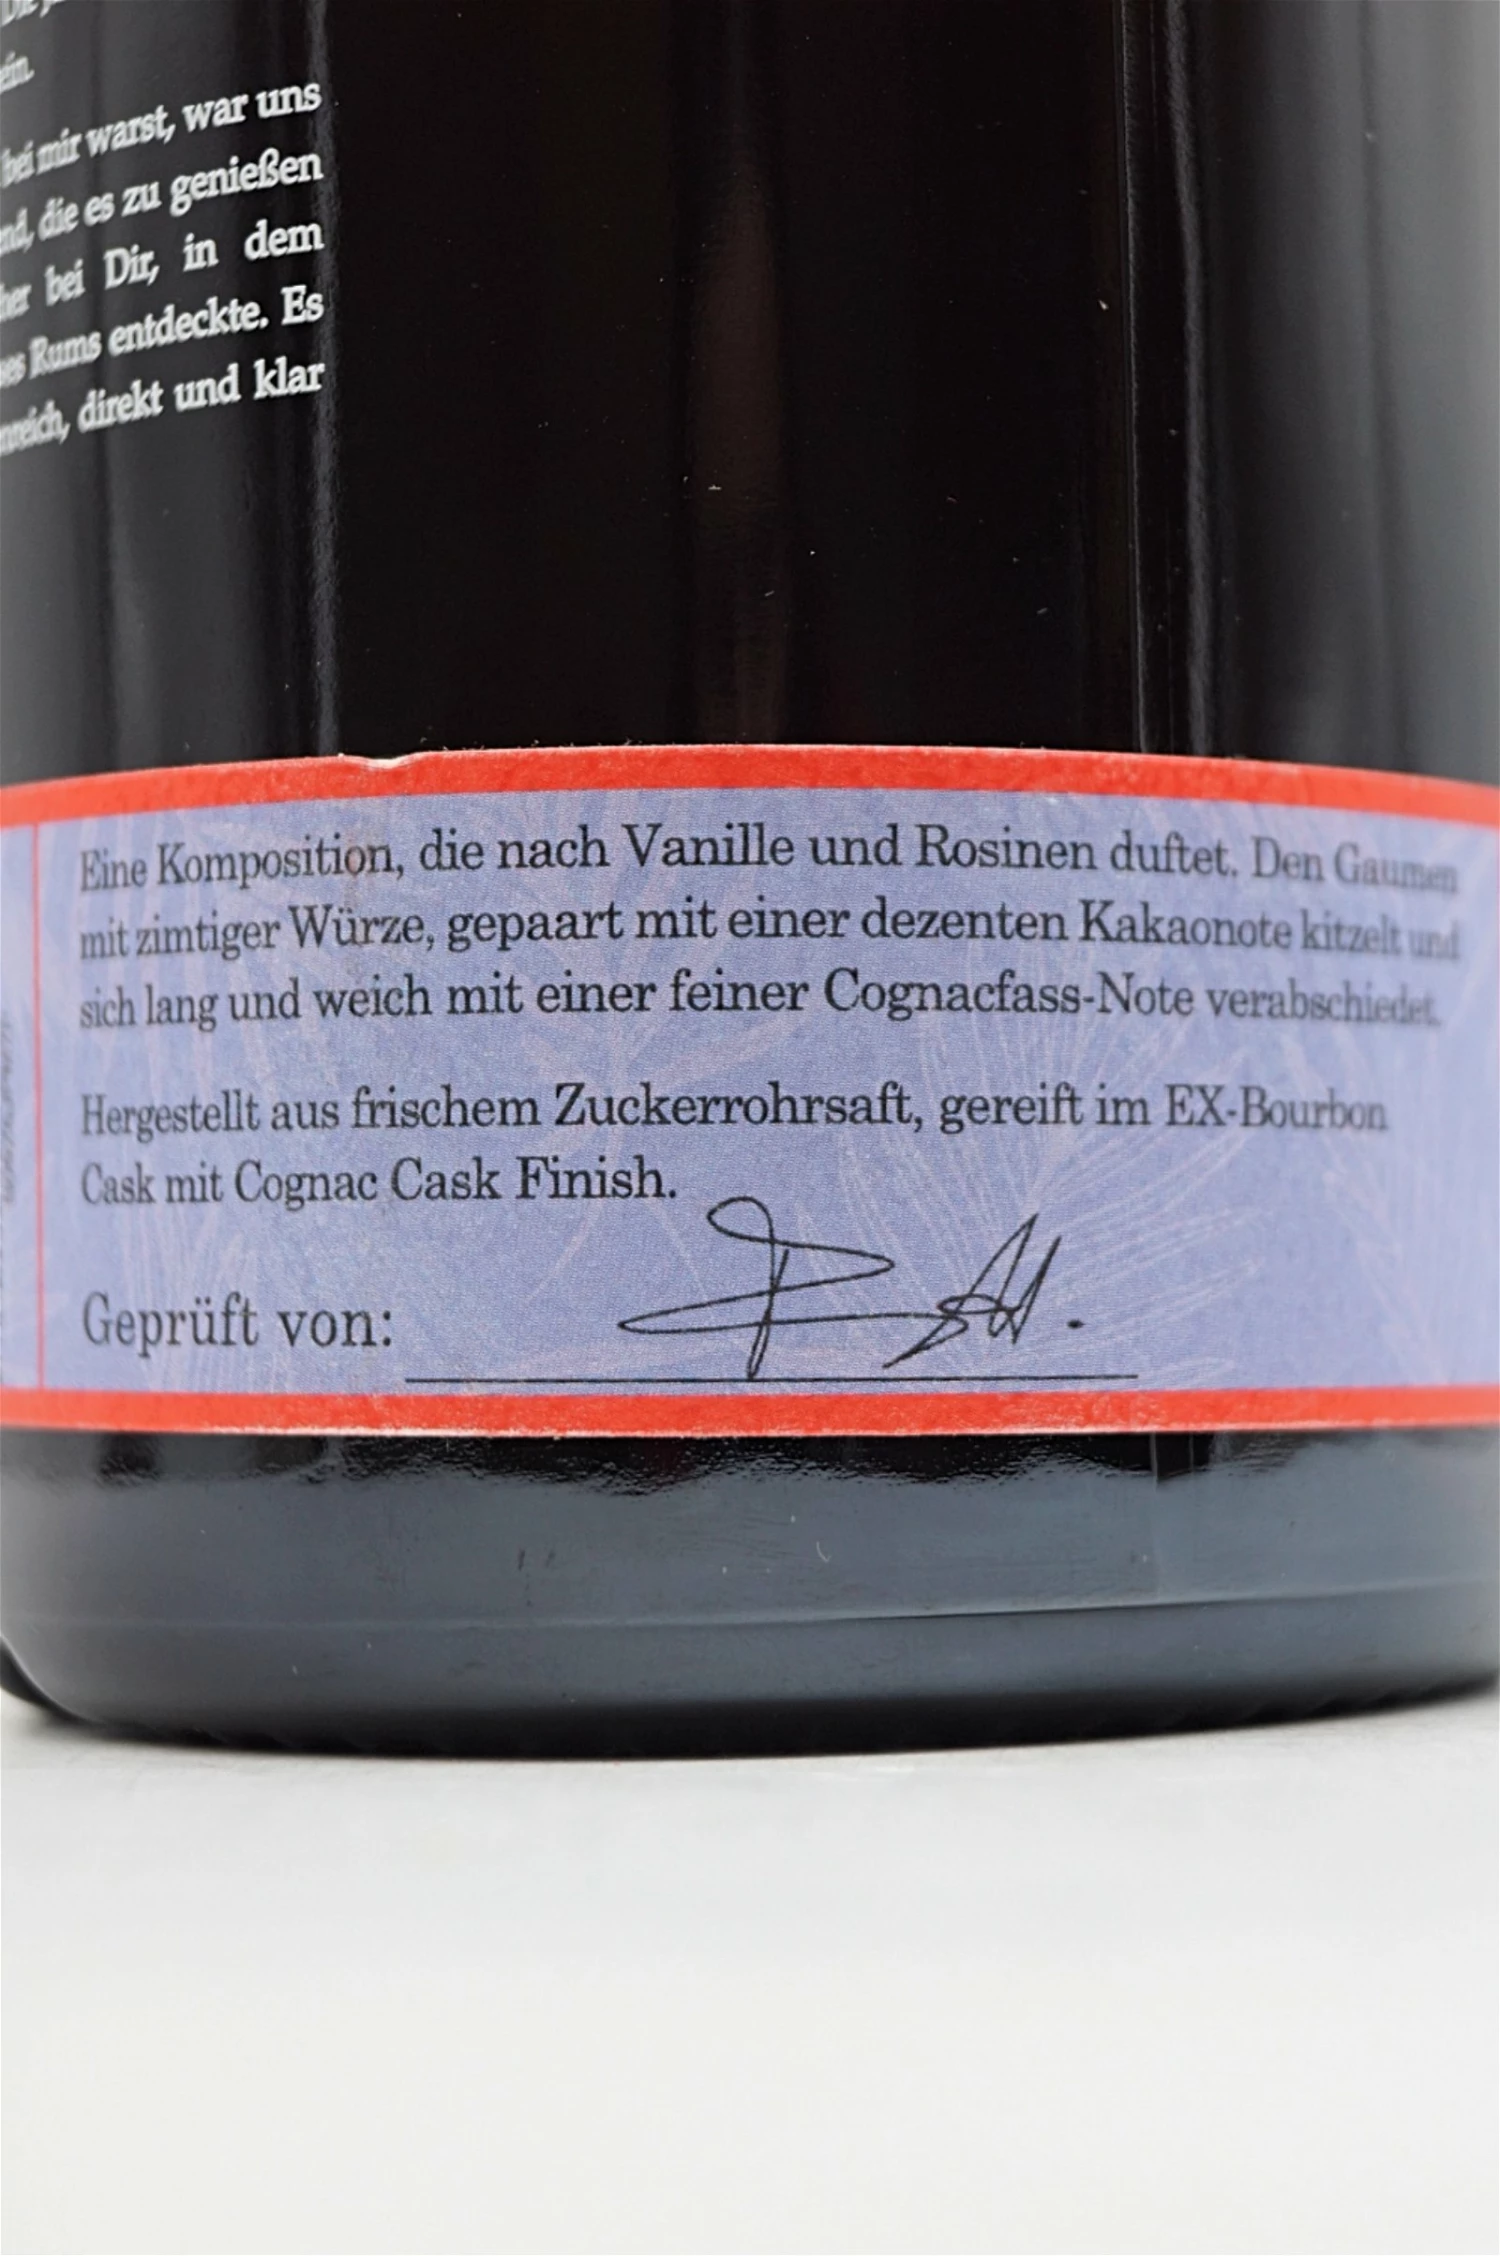 bei mir warst, war uns
die es zu genießen
bei Dir, in dem
Rums entdeckte. Es
direkt und klar
Eine Komposition, die nach Vanille und Rosinen duftet. Den Gaumen
mit zimtiger Würze, gepaart mit einer dezenten Kakaonote kitzelt und
sich lang und weich mit einer feiner Cognacfass-Note verabschiedet.
Hergestellt aus frischem Zuckerrohrsaft, gereift im EX-Bourbon
Cask mit Cognac Cask Finish.
Geprüft von: